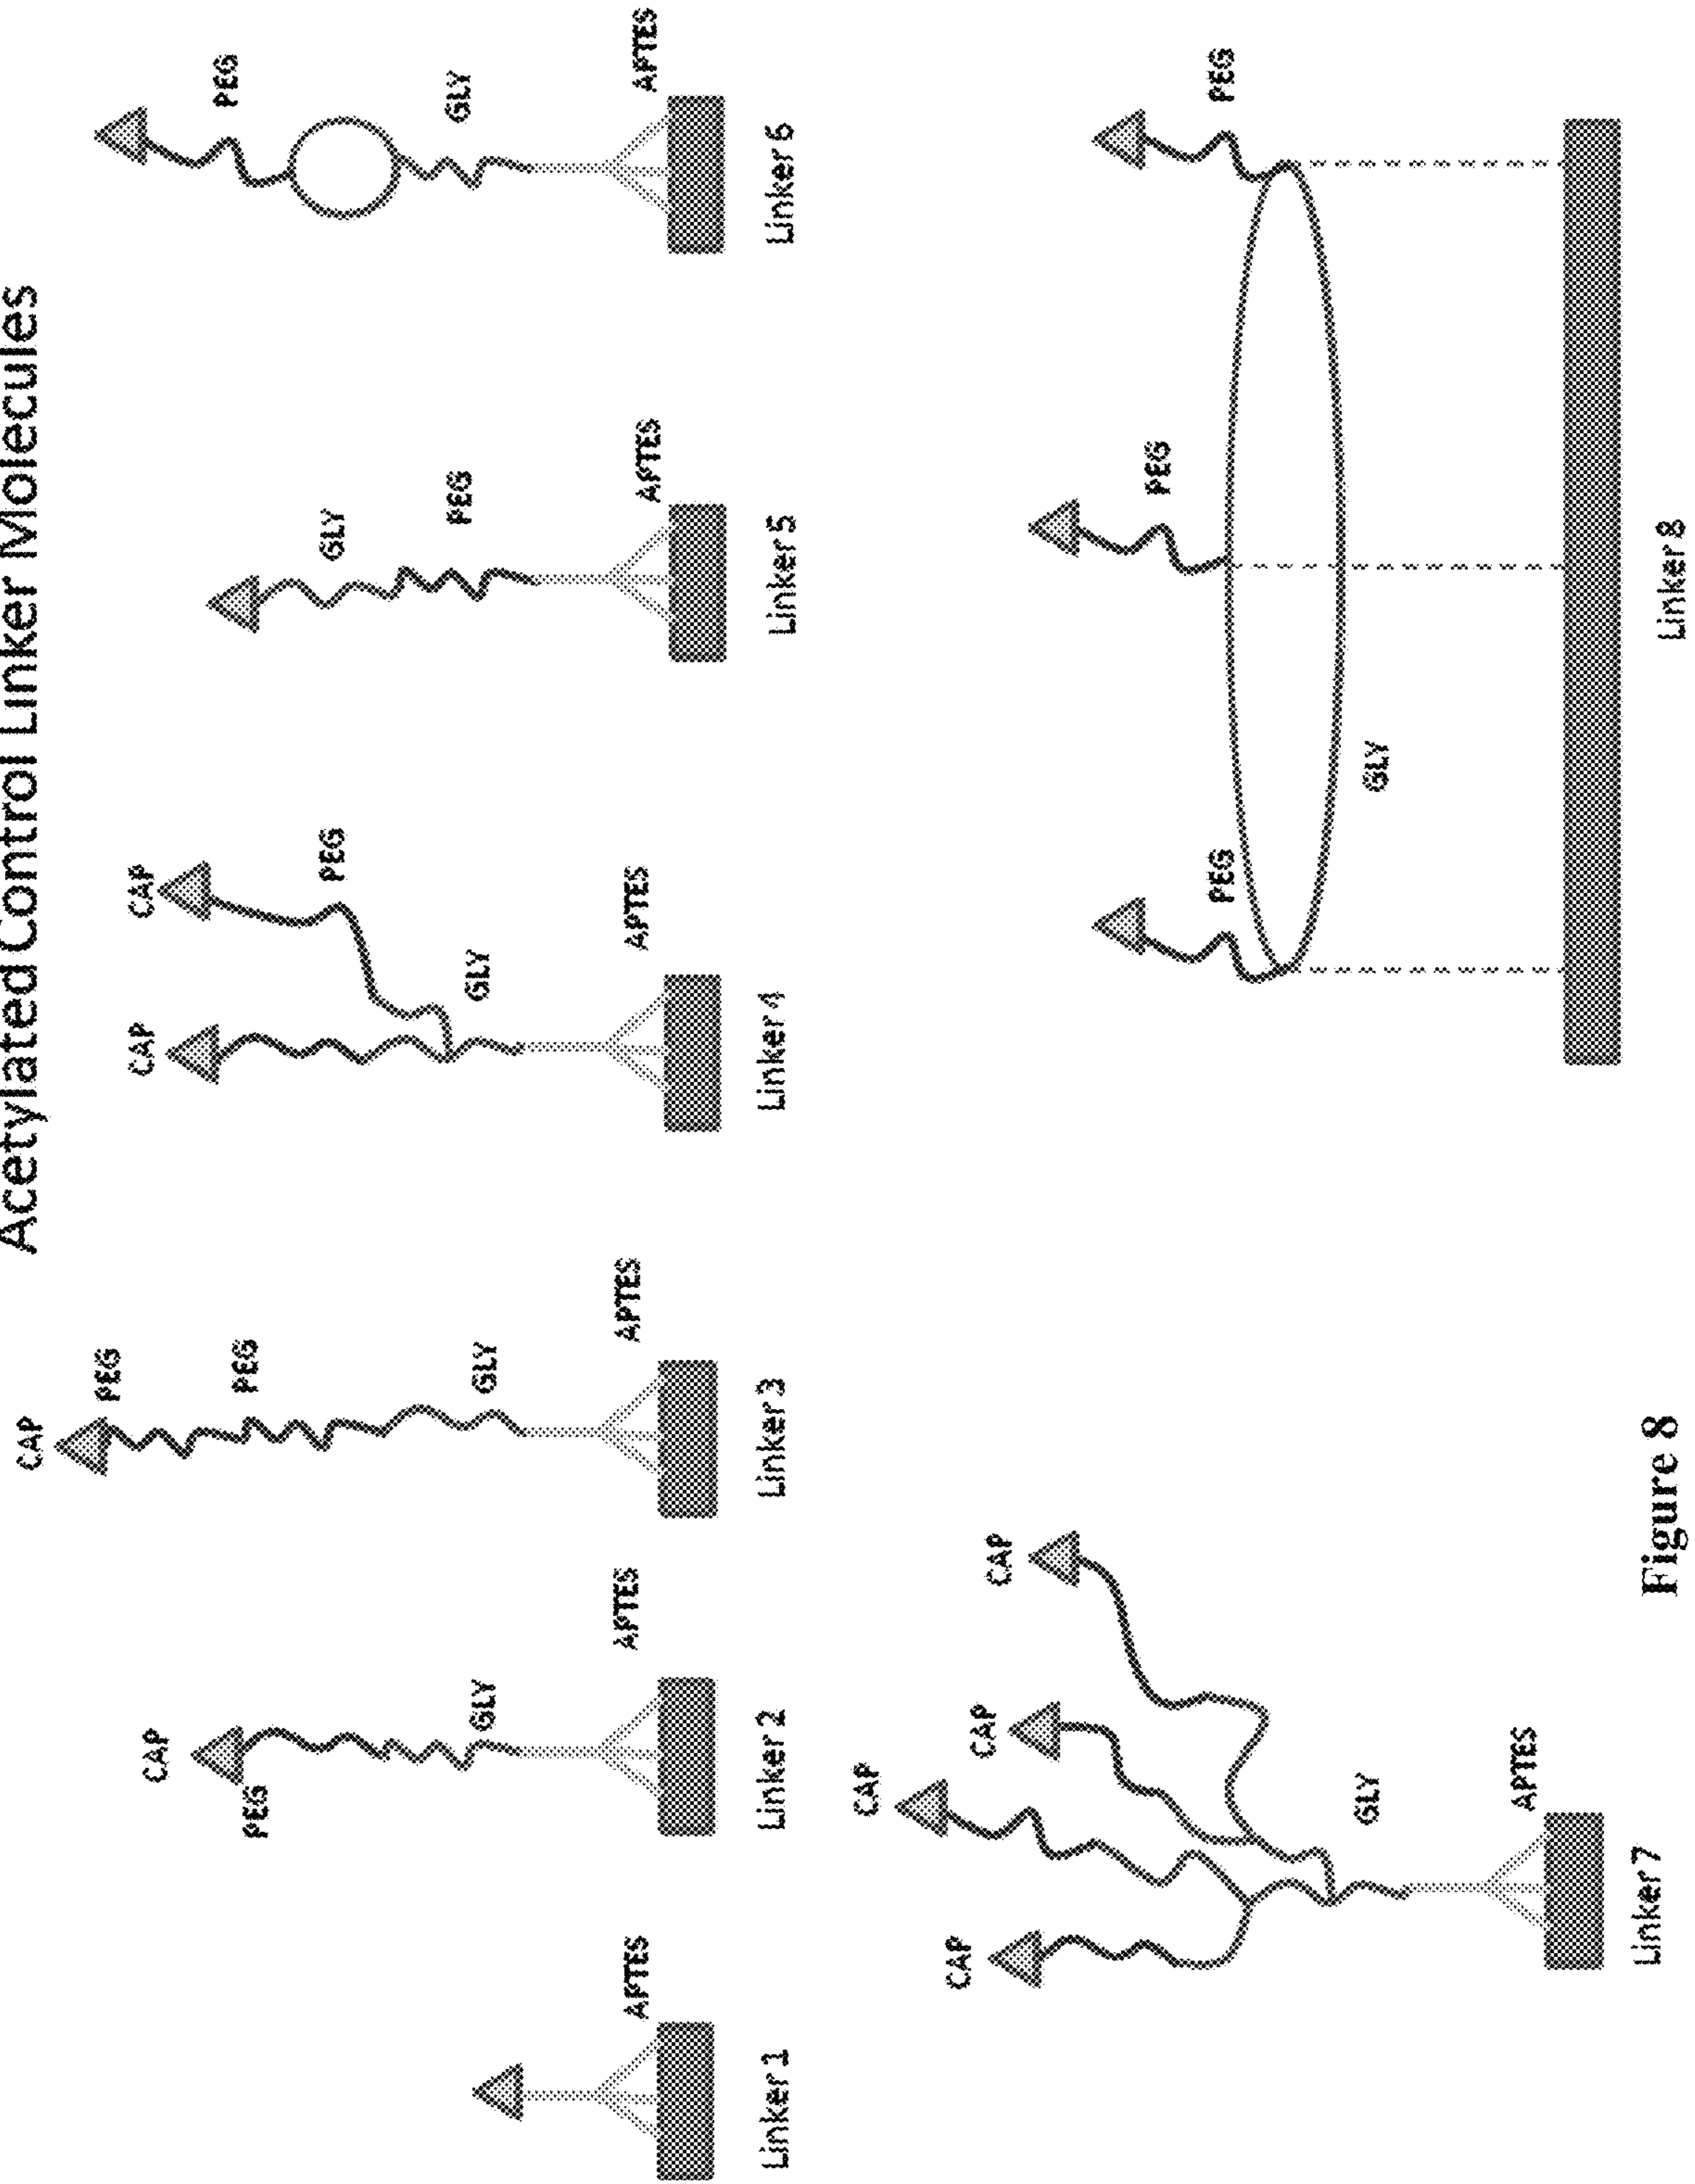 Acetylated Control Linker Molecules
APTES
Linker 1
CAP
PEG
GLY
APTES
Linker 2
CAP
PEG
PEG
GLY
APTES
Linker 3
CAP
CAP
PEG
GLY
APTES
Linker 4
GLY
PEG
APTES
Linker 5
PEG
GLY
APTES
Linker 6
CAP
CAP
CAP
CAP
GLY
APTES
Linker 7
PEG
PEG
PEG
GLY
Linker 8
Figure 8